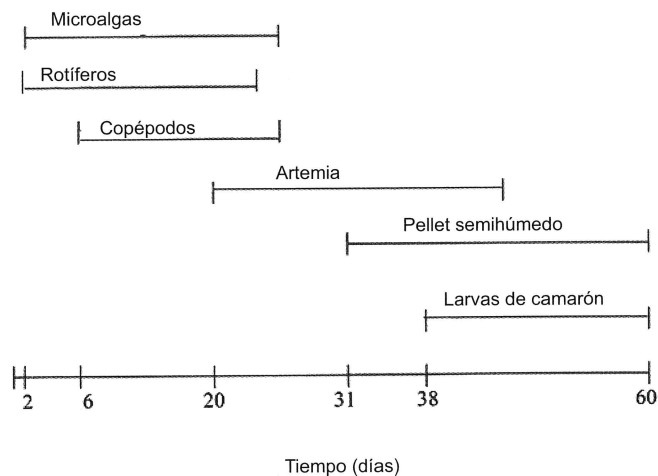 Microalgas
Rotíferos
Copépodos
Artemia
Pellet semihúmedo
Larvas de camarón
2 6 20 31 38 60
Tiempo (días)